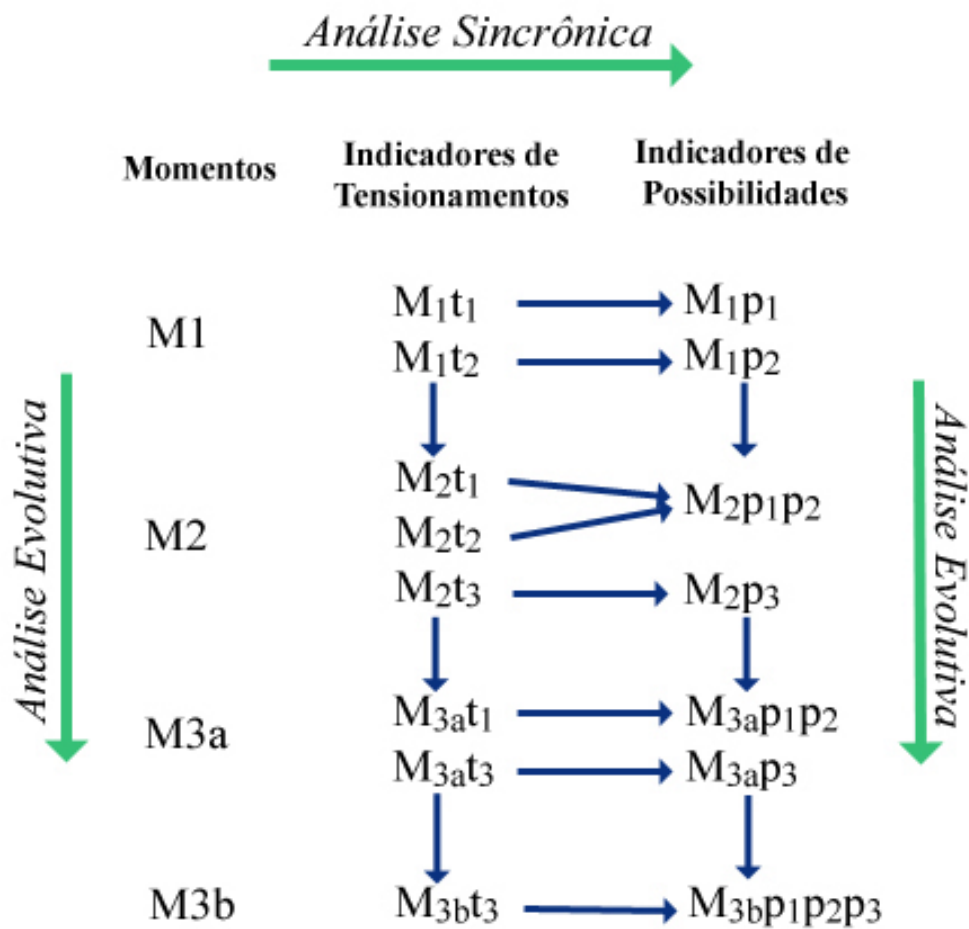 Análise Sincrônica
Momentos
Indicadores de
Tensionamentos
Indicadores de
Possibilidades
M1
M1t1
M1p1
M1t2
M1p2
M2
M2t1
M2t2
M2p1p2
M2t3
M2p3
M3a
M3at1
M3ap1p2
M3at3
M3ap3
M3b
M3bt3
M3bp1p2p3
Análise Evolutiva
Análise Evolutiva